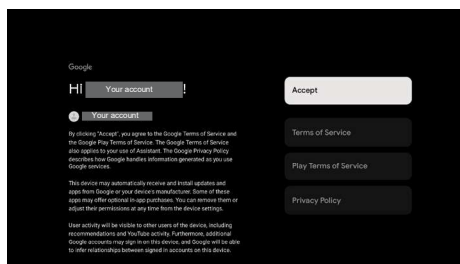 Google
Hi Your account !
Your account
By clicking "Accept", you agree to the Google Terms of Service and
the Google Play Terms of Service. The Google Terms of Service
also applies to your use of Assistant. The Google Privacy Policy
describes how Google handles information generated as you use
Google services.
This device may automatically receive and install updates and
apps from Google or your device's manufacturer. Some of these
apps may offer optional in-app purchases. You can remove them or
adjust their permissions at any time from the device settings.
User activity will be visible to other users of the device, including
recommendations and YouTube activity. Furthermore, additional
Google accounts may sign in on this device, and Google will be able
to infer relationships between signed in accounts on this device.
Accept
Terms of Service
Play Terms of Service
Privacy Policy